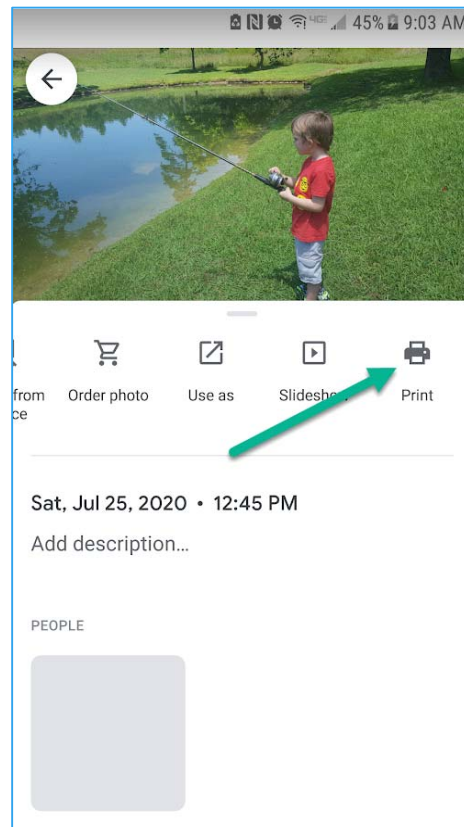 4GE 45% 9:03 AM
from Order photo Use as Print
ce
Sat, Jul 25, 2020 • 12:45 PM
Add description...
PEOPLE